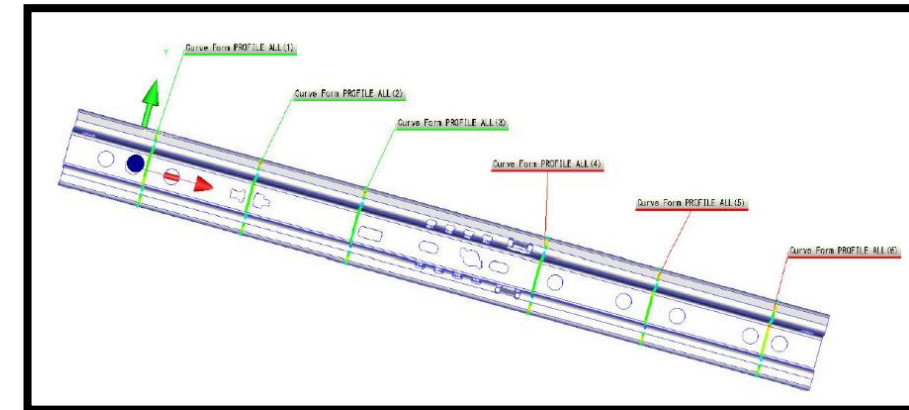 Curve Form PROFILE ALL(1)
Y
Curve Form PROFILE ALL(2)
Curve Form PROFILE ALL(3)
Curve Form PROFILE ALL(4)
Curve Form PROFILE ALL(5)
Curve Form PROFILE ALL(6)